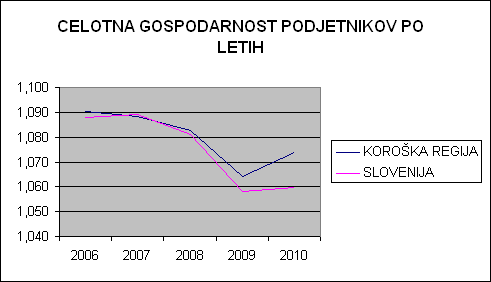 CELOTNA GOSPODARNOST PODJETNIKOV PO
LETIH
1,100
1,090
1,080
1,070
1,060
1,050
1,040
2006 2007 2008 2009 2010
KOROŠKA REGIJA
SLOVENIJA